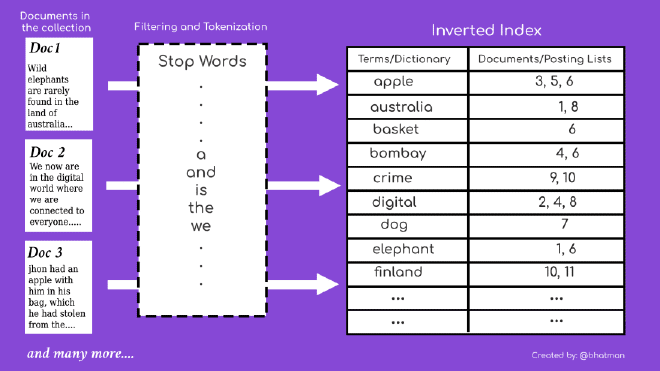 Documents in
the collection
Doc1
Wild
elephants
are rarely
found in the
land of
australia...
Doc 2
We now are
in the digital
world where
we are
connected to
everyone.....
Doc 3
jhon had an
apple with
him in his
bag, which
he had stolen
from the....
and many more....
Filtering and Tokenization
Stop Words
.
.
.
.
a
and
is
the
we
.
.
.
Inverted Index
Terms/Dictionary Documents/Posting Lists
apple 3, 5, 6
australia 1, 8
basket 6
bombay 4, 6
crime 9, 10
digital 2, 4, 8
dog 7
elephant 1, 6
finland 10, 11
... ...
... ...
Created by: @bhatman